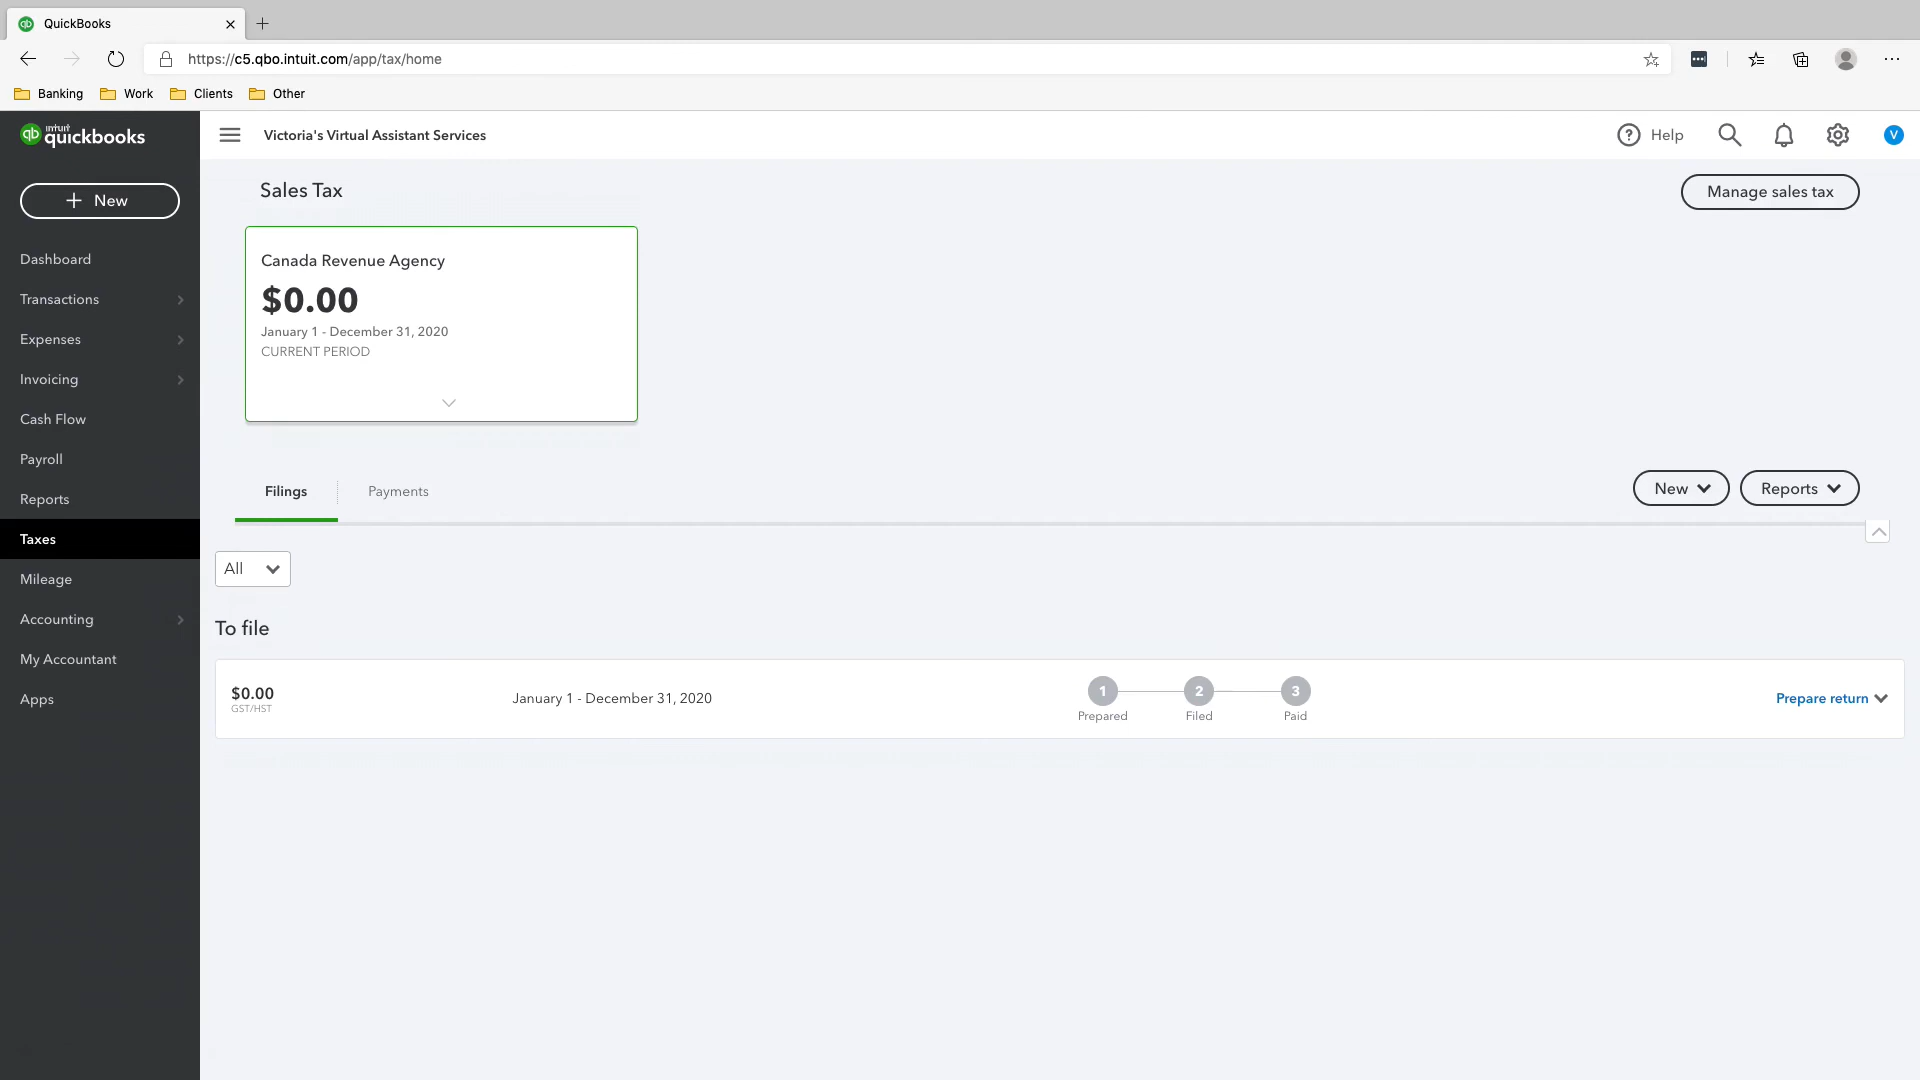 QuickBooks
https://c5.qbo.intuit.com/app/tax/home
Banking Work Clients Other
intuit
quickbooks
Victoria's Virtual Assistant Services
Help
V
New
Dashboard
Transactions
Expenses
Invoicing
Cash Flow
Payroll
Reports
Taxes
Mileage
Accounting
My Accountant
Apps
Sales Tax
Manage sales tax
Canada Revenue Agency
$0.00
January 1 - December 31, 2020
CURRENT PERIOD
Filings Payments
New Reports
All
To file
$0.00
GST/HST
January 1 - December 31, 2020
1 2 3
Prepared Filed Paid
Prepare return